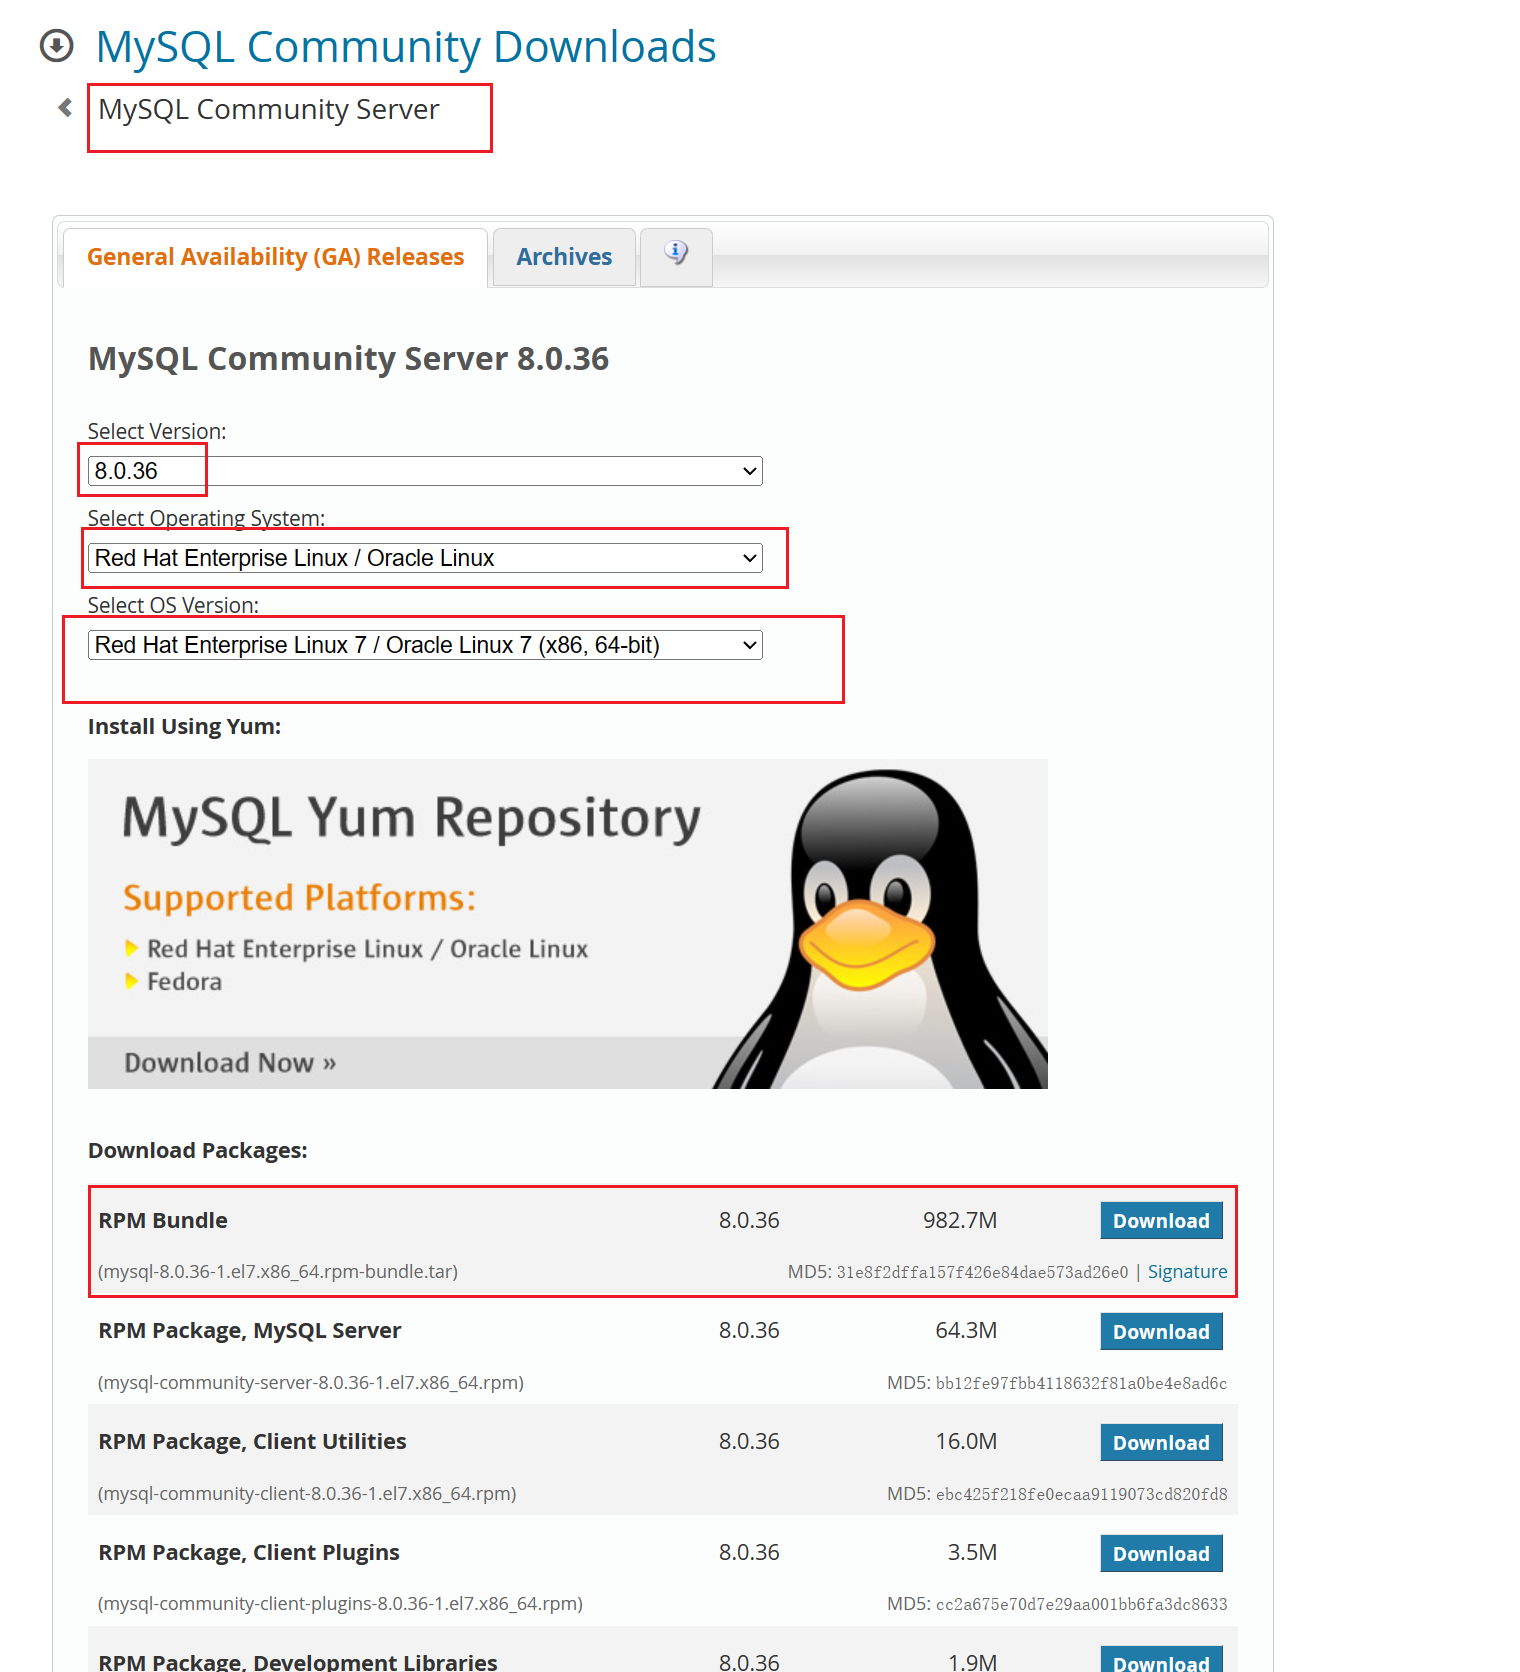 MySQL Community Downloads
MySQL Community Server
General Availability (GA) Releases Archives
MySQL Community Server 8.0.36
Select Version:
8.0.36
Select Operating System:
Red Hat Enterprise Linux / Oracle Linux
Select OS Version:
Red Hat Enterprise Linux 7 / Oracle Linux 7 (x86, 64-bit)
Install Using Yum:
MySQL Yum Repository
Supported Platforms:
Red Hat Enterprise Linux / Oracle Linux
Fedora
Download Now »
Download Packages:
RPM Bundle 8.0.36 982.7M Download
(mysql-8.0.36-1.el7.x86_64.rpm-bundle.tar) MD5: 31e8f2dffa157f426e84dae573ad26e0 | Signature
RPM Package, MySQL Server 8.0.36 64.3M Download
(mysql-community-server-8.0.36-1.el7.x86_64.rpm) MD5: bb12fe97fbb4118632f81a0be4e8ad6c
RPM Package, Client Utilities 8.0.36 16.0M Download
(mysql-community-client-8.0.36-1.el7.x86_64.rpm) MD5: ebc425f218fe0ecaa9119073cd820fd8
RPM Package, Client Plugins 8.0.36 3.5M Download
(mysql-community-client-plugins-8.0.36-1.el7.x86_64.rpm) MD5: cc2a675e70d7e29aa001bb6fa3dc8633
RPM Package, Development Libraries 8.0.36 1.9M Download